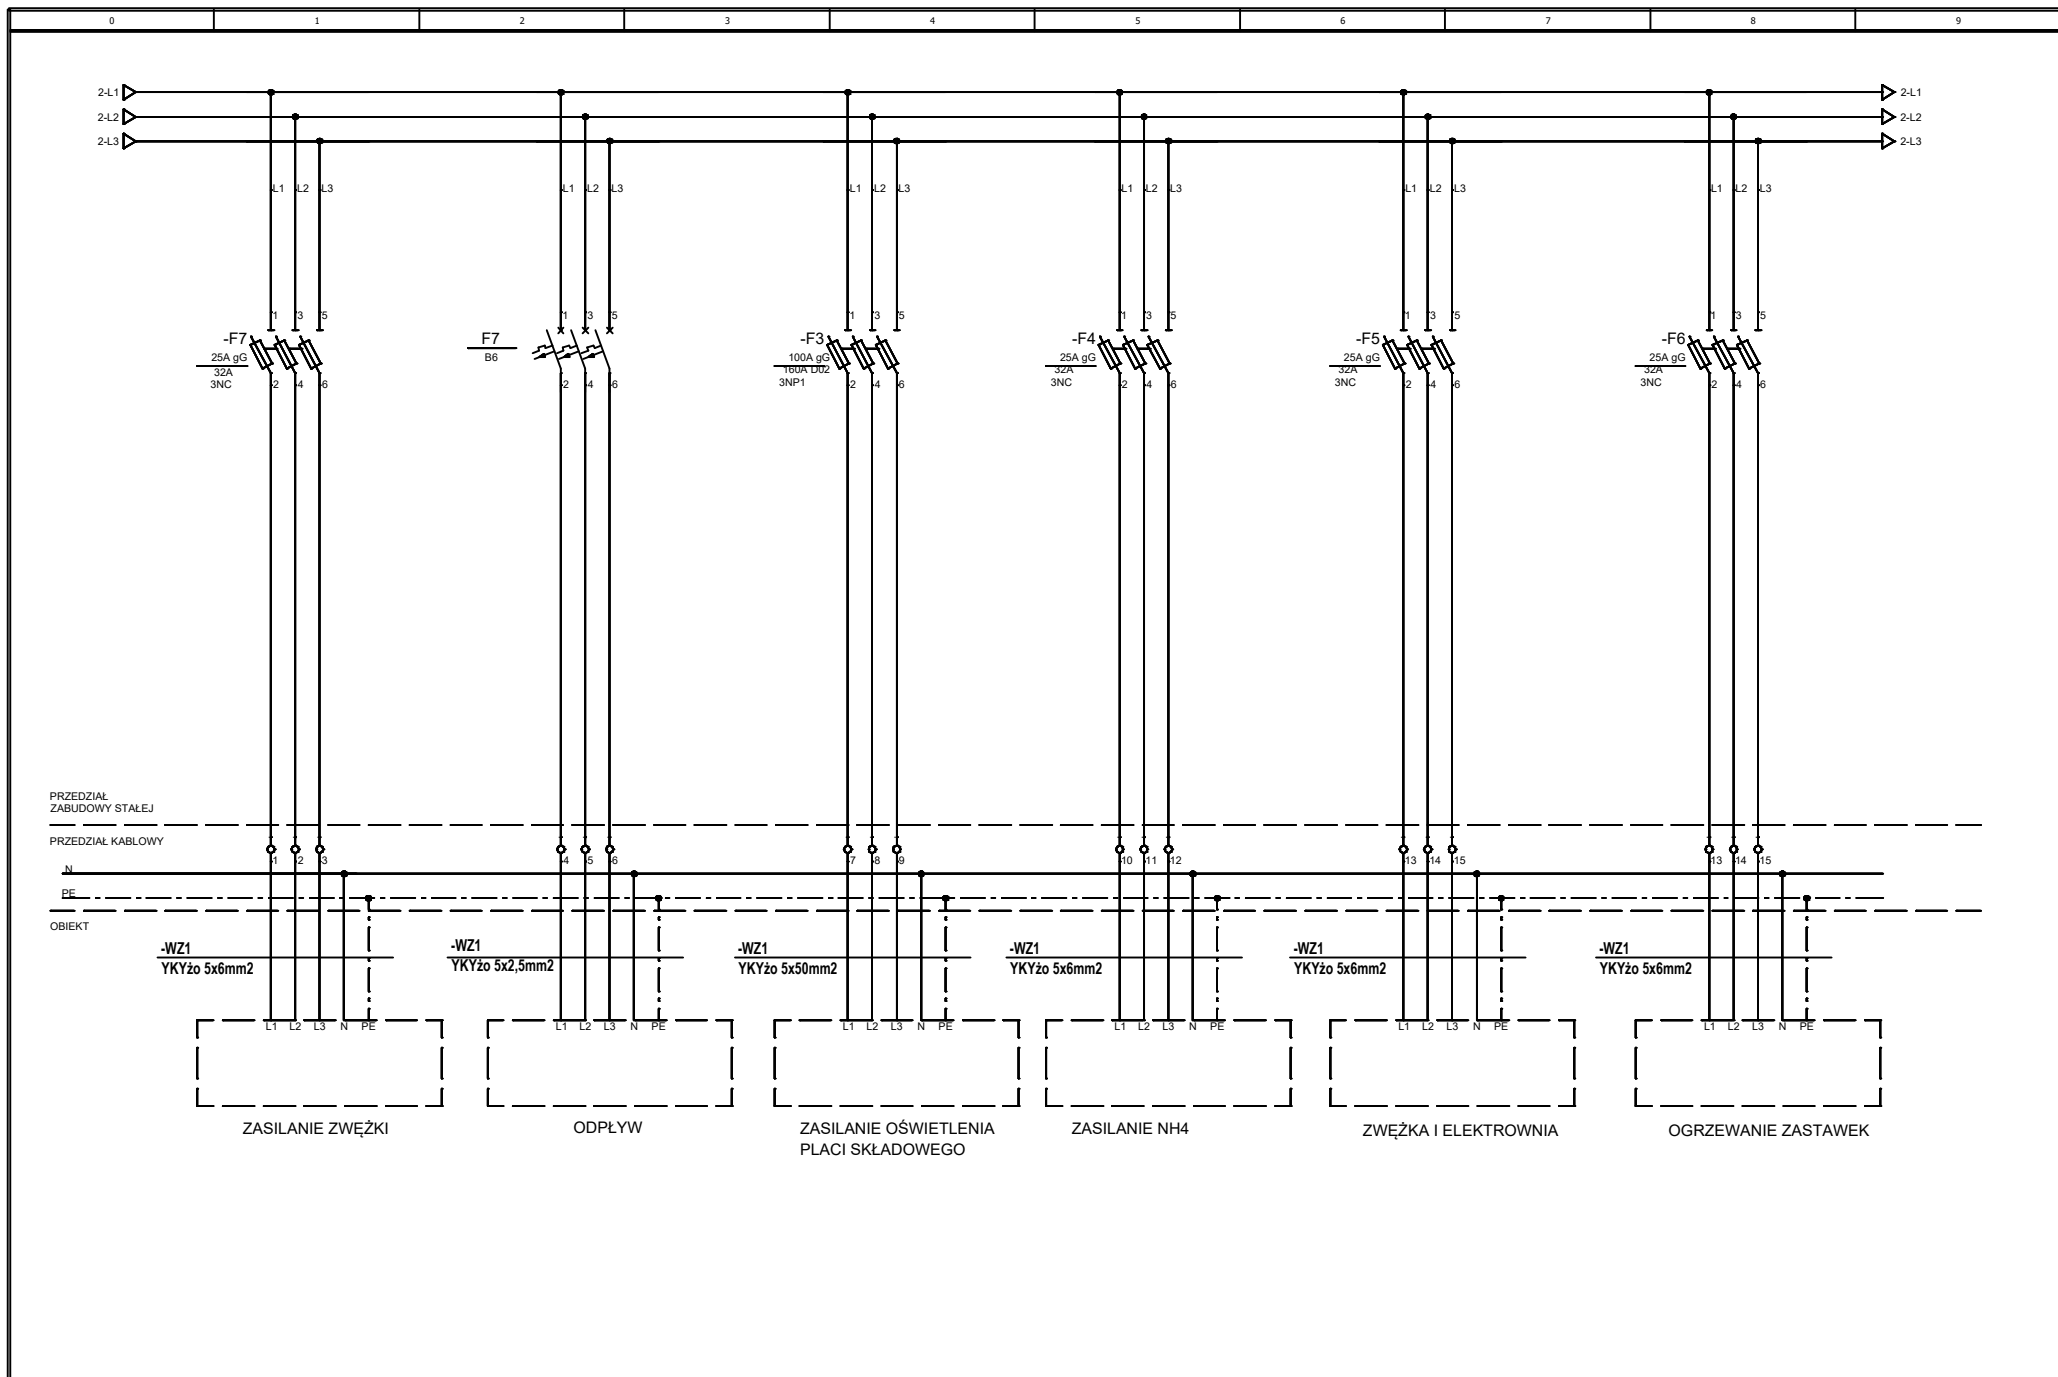 0 1 2 3 4 5 6 7 8 9
2-L1 2-L1
2-L2 2-L2
2-L3 2-L3
L1 L2 L3 L1 L2 L3 L1 L2 L3 L1 L2 L3 L1 L2 L3 L1 L2 L3
1 3 5 1 3 5 1 3 5 1 3 5 1 3 5 1 3 5
-F7 F7 -F3 -F4 -F5 -F6
25A gG B6 100A gG 25A gG 25A gG 25A gG
32A 160A D02 32A 32A 32A
3NC 3NP1 3NC 3NC 3NC
2 4 6 2 4 6 2 4 6 2 4 6 2 4 6 2 4 6
PRZEDZIAŁ
ZABUDOWY STAŁEJ
PRZEDZIAŁ KABLOWY
1 2 3 4 5 6 7 8 9 10 11 12 13 14 15 13 14 15
N
PE
OBIEKT
-WZ1 -WZ1 -WZ1 -WZ1 -WZ1 -WZ1
YKYżo 5x6mm2 YKYżo 5x2,5mm2 YKYżo 5x50mm2 YKYżo 5x6mm2 YKYżo 5x6mm2 YKYżo 5x6mm2
L1 L2 L3 N PE L1 L2 L3 N PE L1 L2 L3 N PE L1 L2 L3 N PE L1 L2 L3 N PE L1 L2 L3 N PE
ZASILANIE ZWĘŻKI ODPŁYW ZASILANIE OŚWIETLENIA ZASILANIE NH4 ZWĘŻKA I ELEKTROWNIA OGRZEWANIE ZASTAWEK
PLACI SKŁADOWEGO